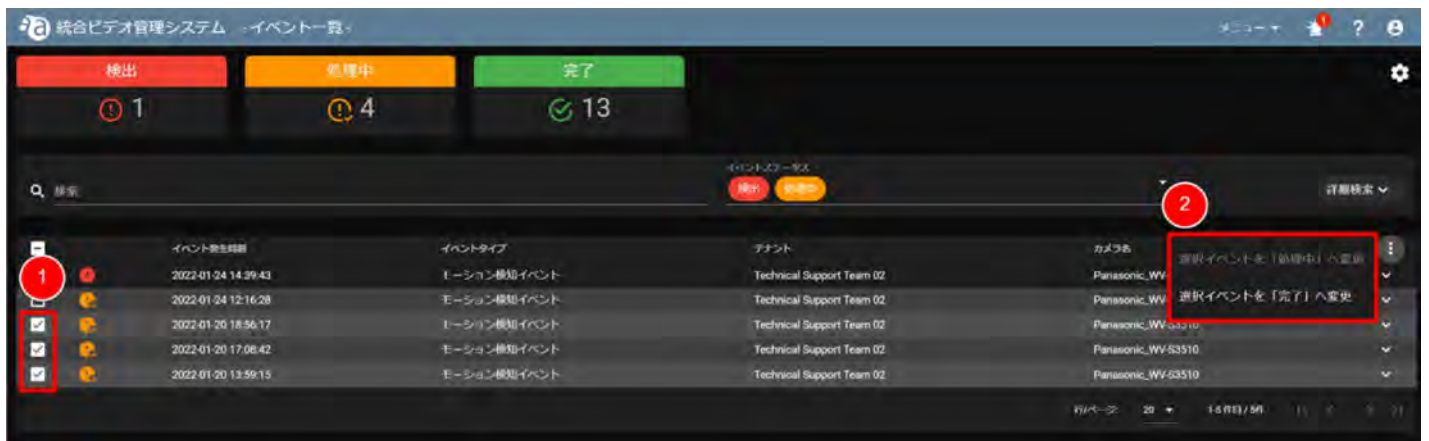 統合ビデオ管理システム -イベント一覧-
メニュー
1
?
検出
処理中
完了
1
4
13
イベントステータス
検索
検出
処理中
詳細検索
2
イベント発生時刻
イベントタイプ
テナント
カメラ名
選択イベントを「処理中」へ変更
選択イベントを「完了」へ変更
1
2022-01-24 14:39:43
モーション検知イベント
Technical Support Team 02
Panasonic_WV-
2022-01-24 12:16:28
モーション検知イベント
Technical Support Team 02
Panasonic_WV-
2022-01-20 18:56:17
モーション検知イベント
Technical Support Team 02
Panasonic_WV-S3510
2022-01-20 17:08:42
モーション検知イベント
Technical Support Team 02
Panasonic_WV-S3510
2022-01-20 13:59:15
モーション検知イベント
Technical Support Team 02
Panasonic_WV-S3510
行/ページ:
20
1-5 件目 / 5件